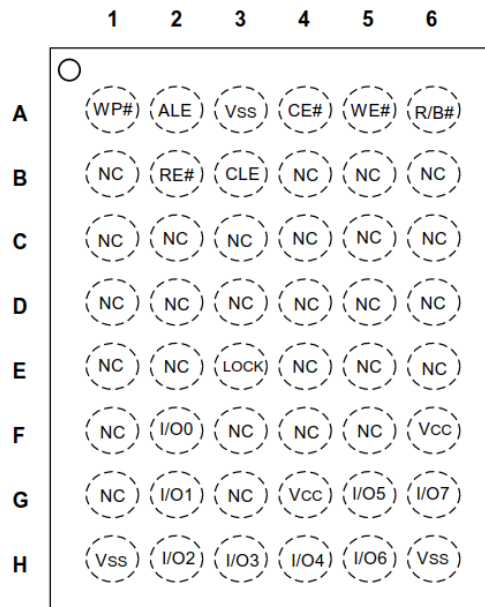 1 2 3 4 5 6
A WP# ALE Vss CE# WE# R/B#
B NC RE# CLE NC NC NC
C NC NC NC NC NC NC
D NC NC NC NC NC NC
E NC NC LOCK NC NC NC
F NC I/O0 NC NC NC Vcc
G NC I/O1 NC Vcc I/O5 I/O7
H Vss I/O2 I/O3 I/O4 I/O6 Vss